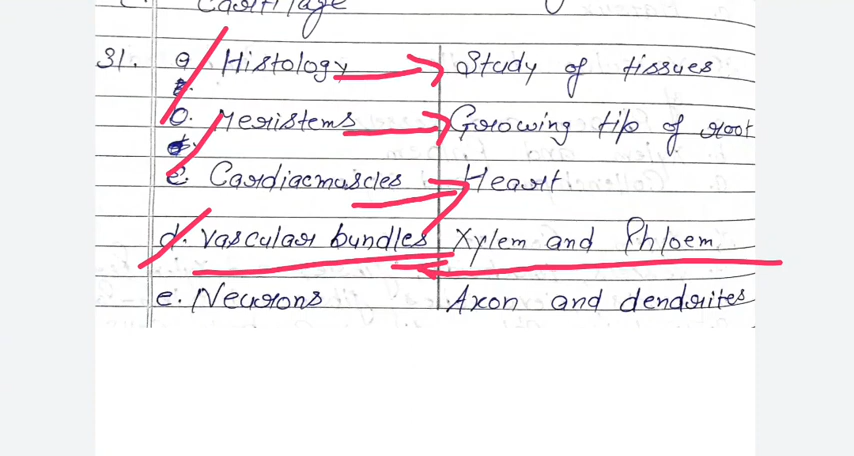 Cartilage
31. a Histology Study of tissues
b. Meristems Growing tip of root
c. Cardiacmuscles Heart
d. Vascular bundles Xylem and Phloem
e. Neurons Axon and dendrites